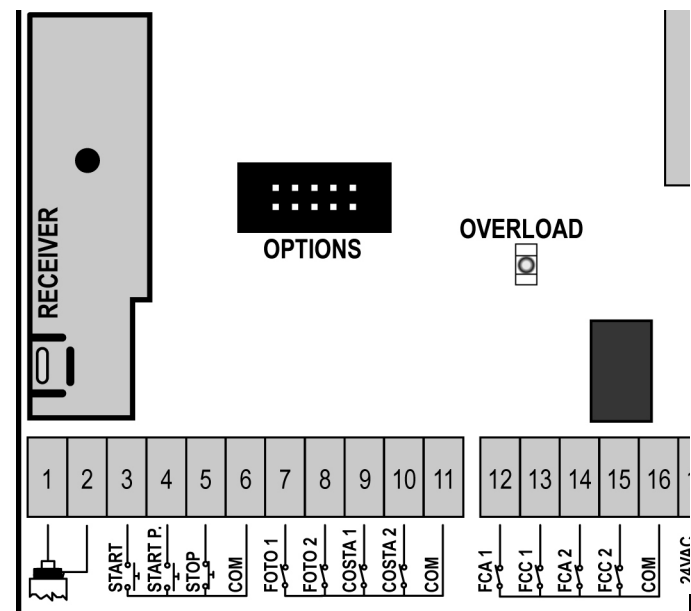 RECEIVER
OPTIONS
OVERLOAD
1 2 3 4 5 6 7 8 9 10 11 12 13 14 15 16
START
START P.
STOP
COM
FOTO 1
FOTO 2
COSTA 1
COSTA 2
COM
FCA 1
FCC 1
FCA 2
FCC 2
COM
24VAC